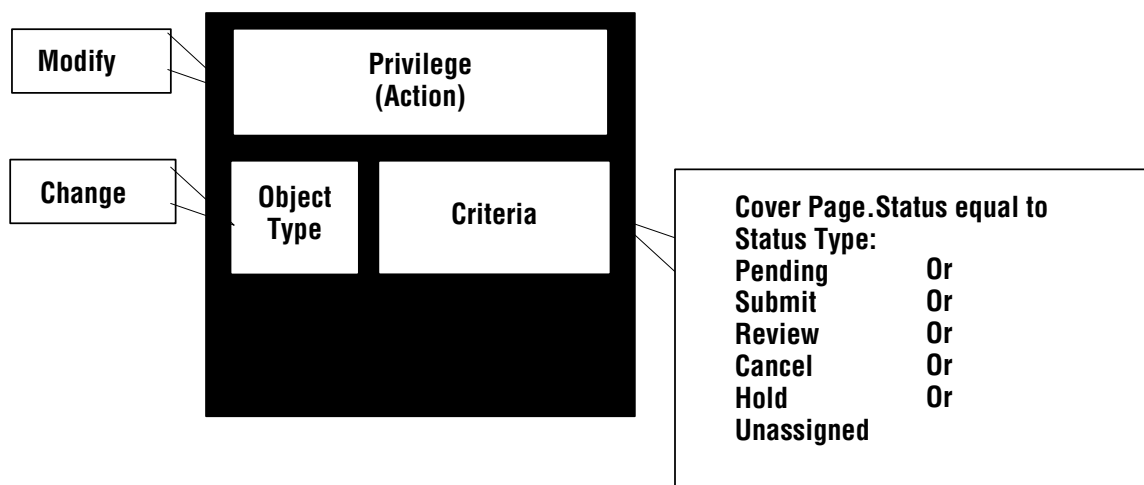 Modify
Privilege
(Action)
Change
Object
Type
Criteria
Cover Page.Status equal to
Status Type:
Pending Or
Submit Or
Review Or
Cancel Or
Hold Or
Unassigned